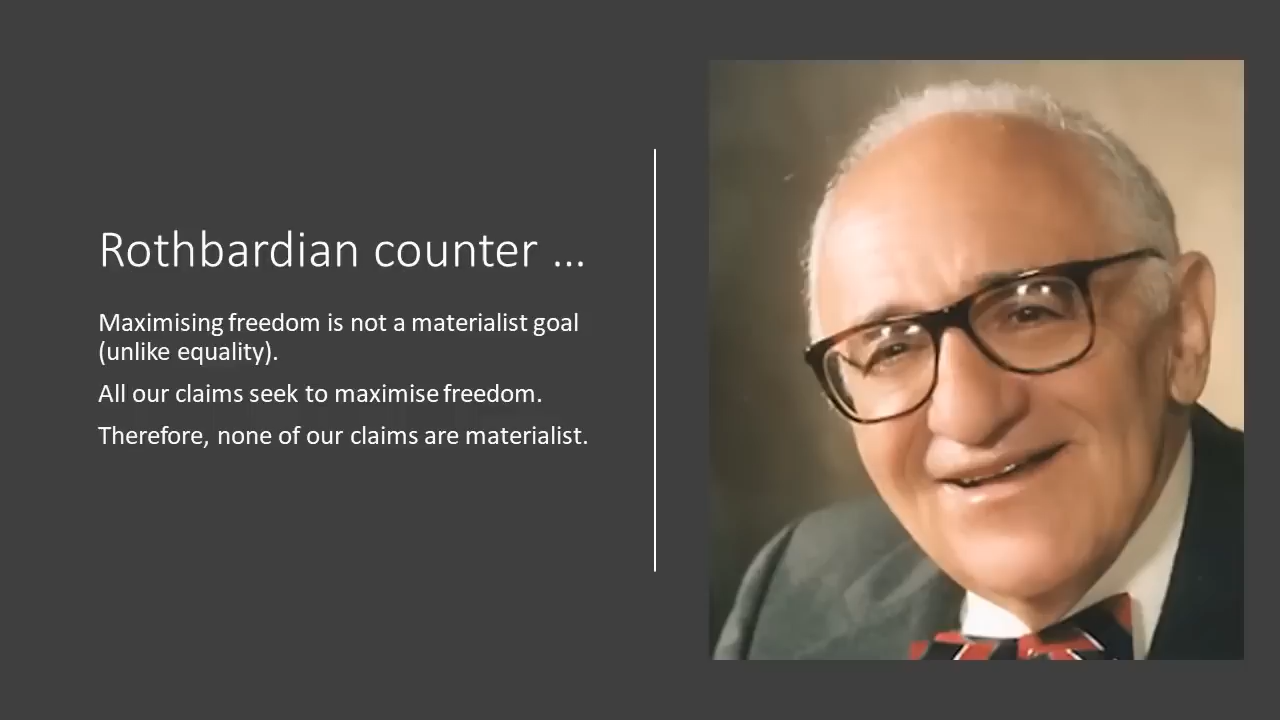 Rothbardian counter ...
Maximising freedom is not a materialist goal
(unlike equality).
All our claims seek to maximise freedom.
Therefore, none of our claims are materialist.